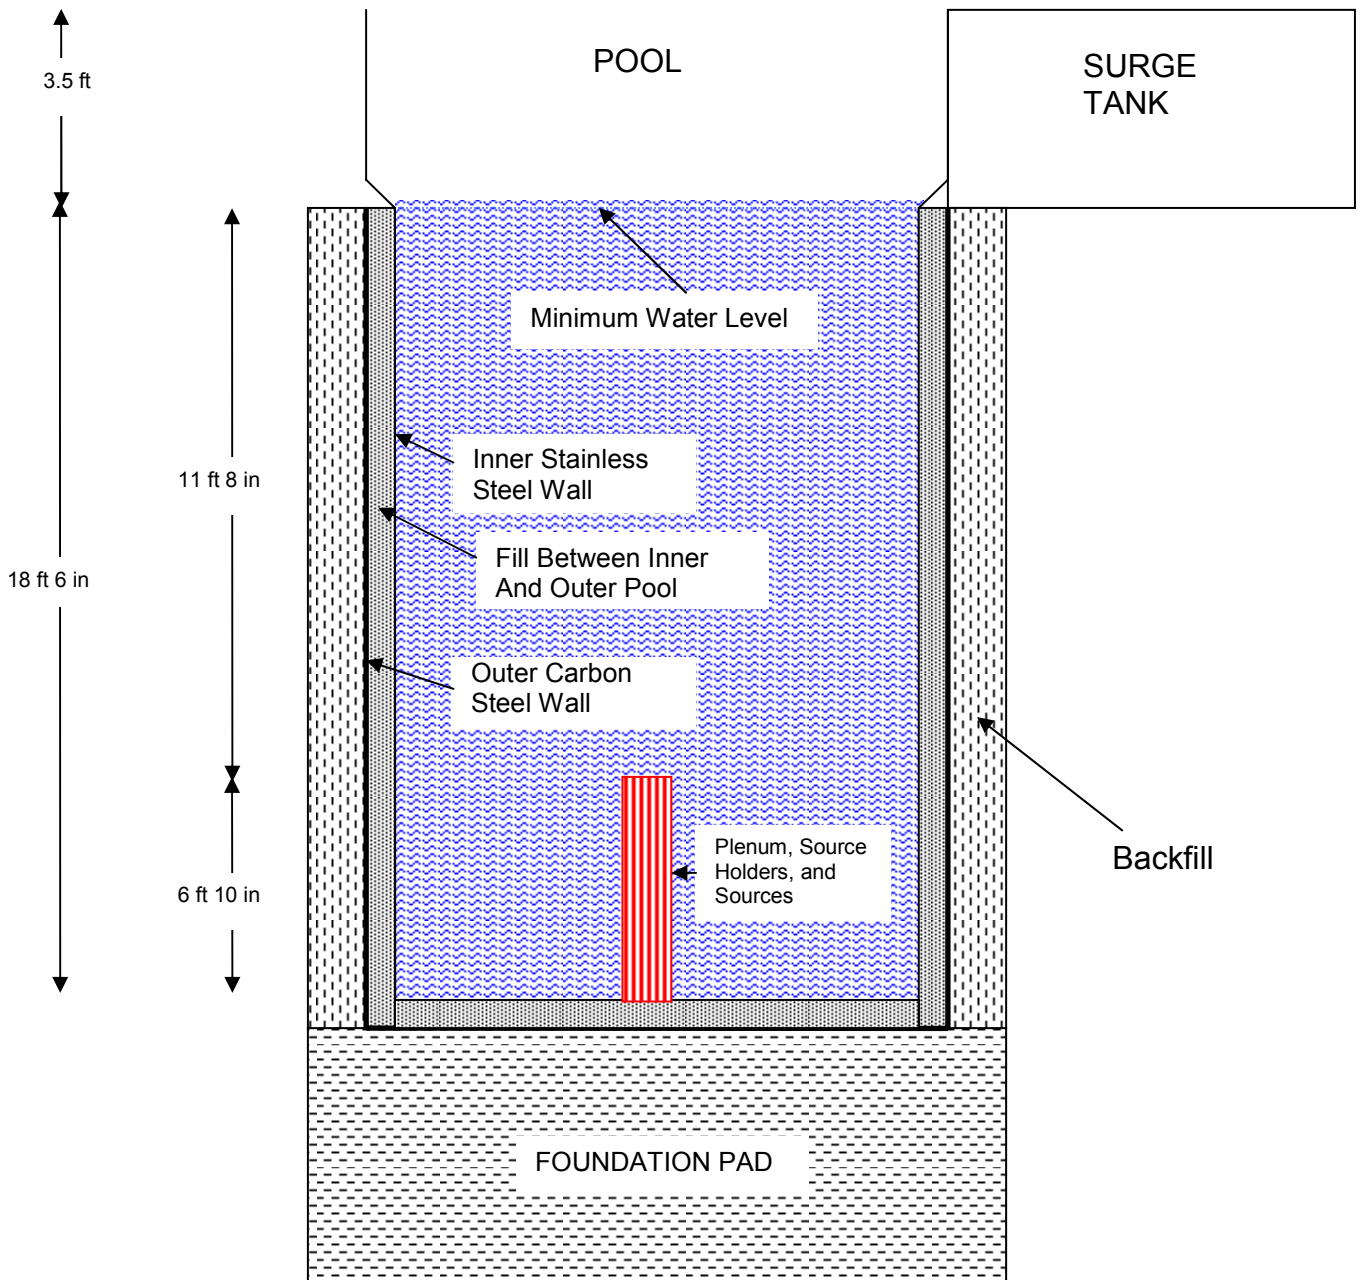 POOL
SURGE
TANK
3.5 ft
Minimum Water Level
Inner Stainless
Steel Wall
11 ft 8 in
Fill Between Inner
And Outer Pool
18 ft 6 in
Outer Carbon
Steel Wall
Plenum, Source
Holders, and
Sources
Backfill
6 ft 10 in
FOUNDATION PAD